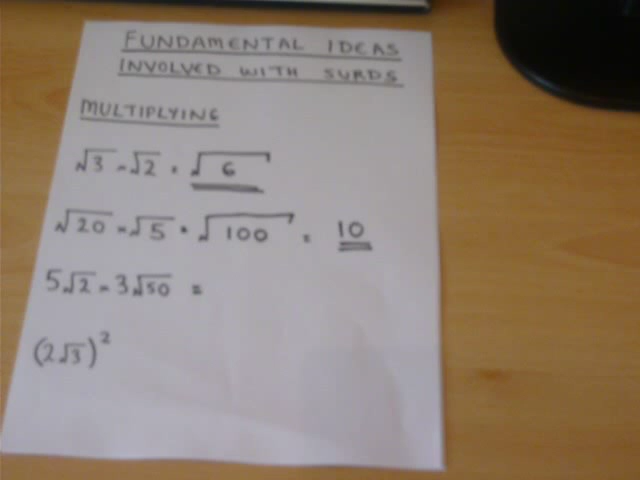 FUNDAMENTAL IDEAS
INVOLVED WITH SURDS
MULTIPLYING
√3 × √2 = √6
√20 × √5 = √100 = 10
5√2 × 3√50 =
(2√3)²